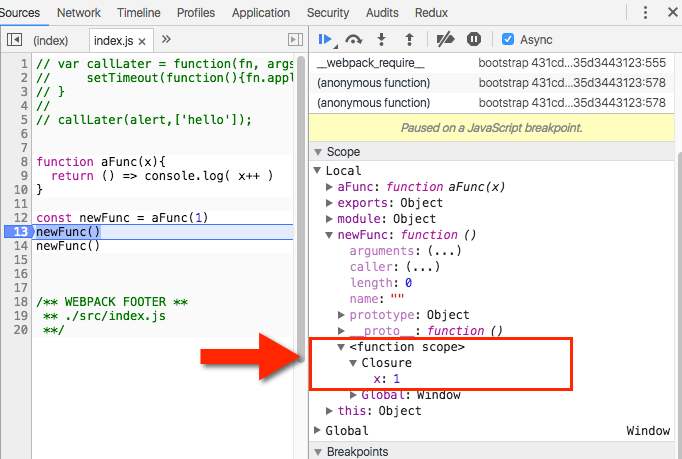 Sources Network Timeline Profiles Application Security Audits Redux
(index) index.js × »
Async
1 // var callLater = function(fn, args
2 // setTimeout(function(){fn.appl
3 // }
4 //
5 // callLater(alert,['hello']);
6
7
8 function aFunc(x){
9 return () => console.log( x++ )
10 }
11
12 const newFunc = aFunc(1)
13 newFunc()
14 newFunc()
15
16
17
18 /** WEBPACK FOOTER **
19 ** ./src/index.js
20 **/
__webpack_require__ bootstrap 431cd…35d3443123:555
(anonymous function) bootstrap 431cd…35d3443123:578
(anonymous function) bootstrap 431cd…35d3443123:578
Paused on a JavaScript breakpoint.
Scope
Local
aFunc: function aFunc(x)
exports: Object
module: Object
newFunc: function ()
arguments: (...)
caller: (...)
length: 0
name: ""
prototype: Object
__proto__: function ()
<function scope>
Closure
x: 1
Global: Window
this: Object
Global Window
Breakpoints